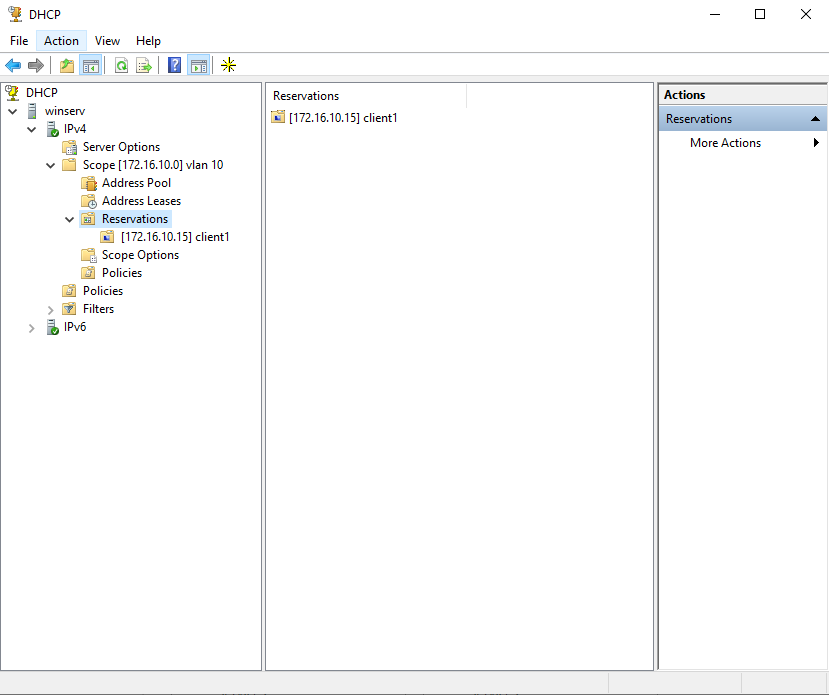 DHCP
File Action View Help
DHCP
winserv
IPv4
Server Options
Scope [172.16.10.0] vlan 10
Address Pool
Address Leases
Reservations
[172.16.10.15] client1
Scope Options
Policies
Policies
Filters
IPv6
Reservations
[172.16.10.15] client1
Actions
Reservations
More Actions